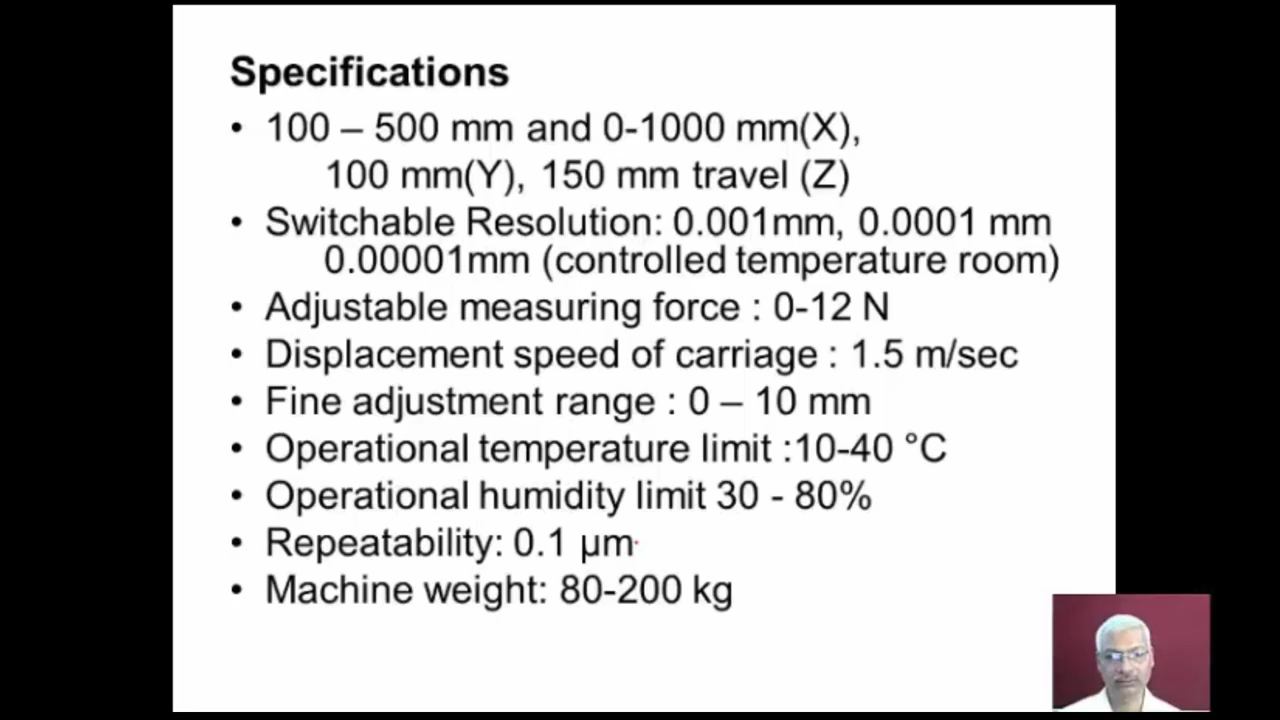 Specifications
• 100 – 500 mm and 0-1000 mm(X),
100 mm(Y), 150 mm travel (Z)
• Switchable Resolution: 0.001mm, 0.0001 mm
0.00001mm (controlled temperature room)
• Adjustable measuring force : 0-12 N
• Displacement speed of carriage : 1.5 m/sec
• Fine adjustment range : 0 – 10 mm
• Operational temperature limit :10-40 °C
• Operational humidity limit 30 - 80%
• Repeatability: 0.1 µm
• Machine weight: 80-200 kg